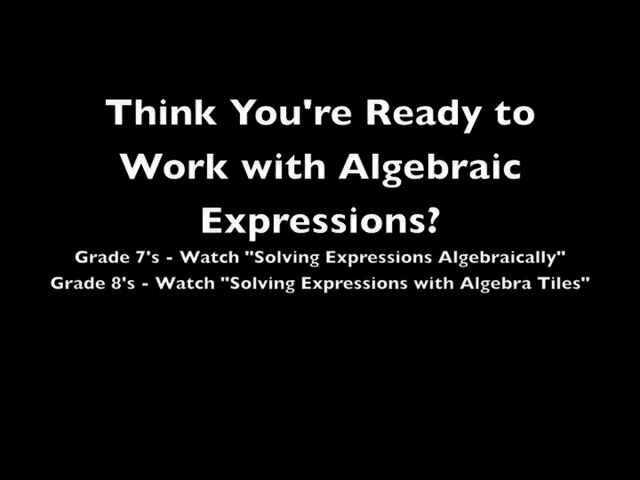 Think You're Ready to
Work with Algebraic
Expressions?
Grade 7's - Watch "Solving Expressions Algebraically"
Grade 8's - Watch "Solving Expressions with Algebra Tiles"